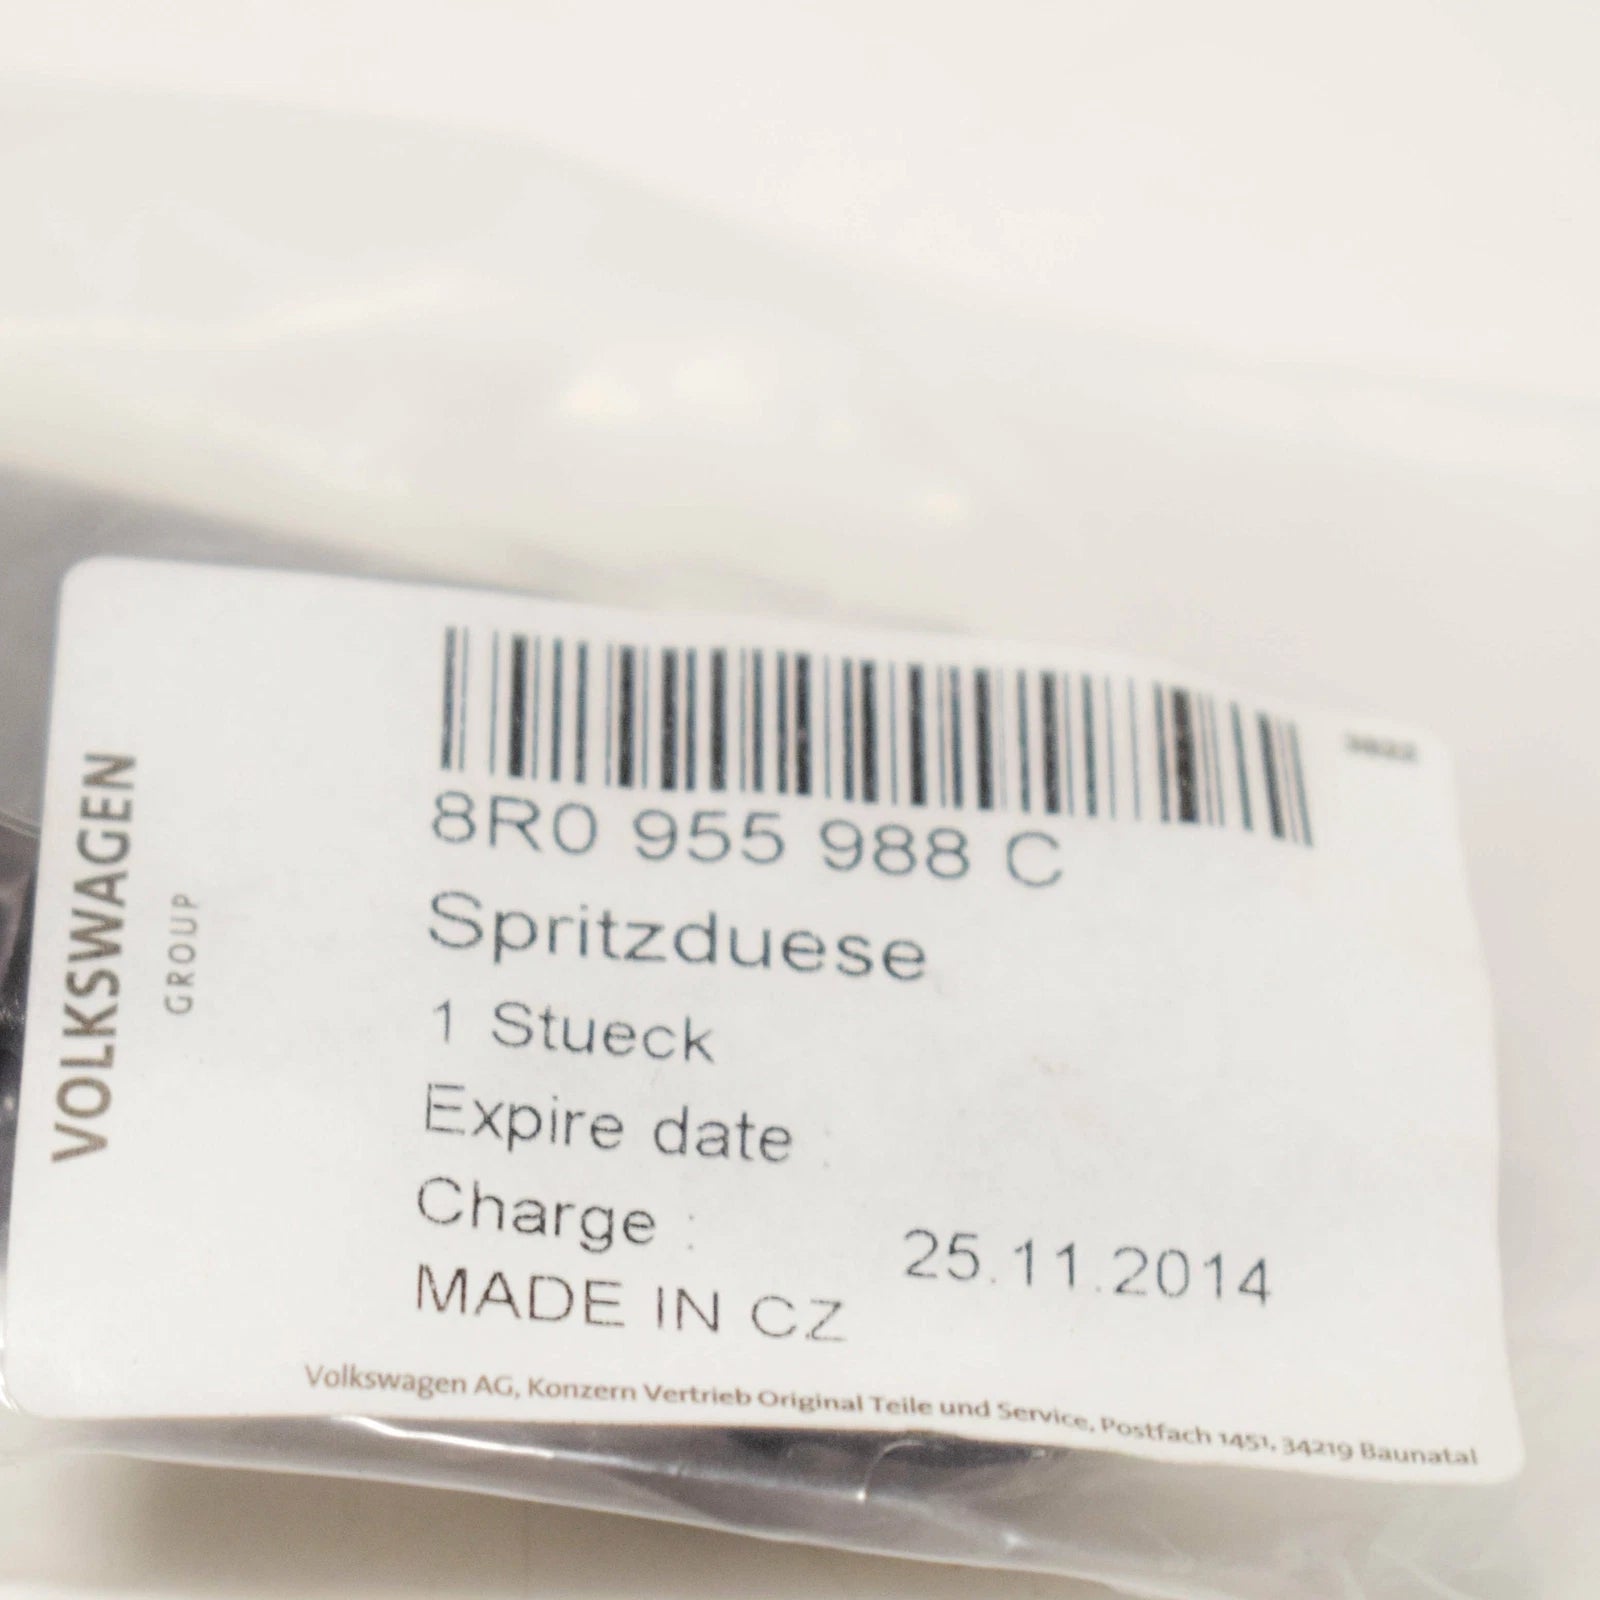 VOLKSWAGEN
GROUP
8R0 955 988 C
Spritzduese
1 Stueck
Expire date
Charge :
25.11.2014
MADE IN CZ
Volkswagen AG, Konzern Vertrieb Original Teile und Service, Postfach 1451, 34219 Baunatal